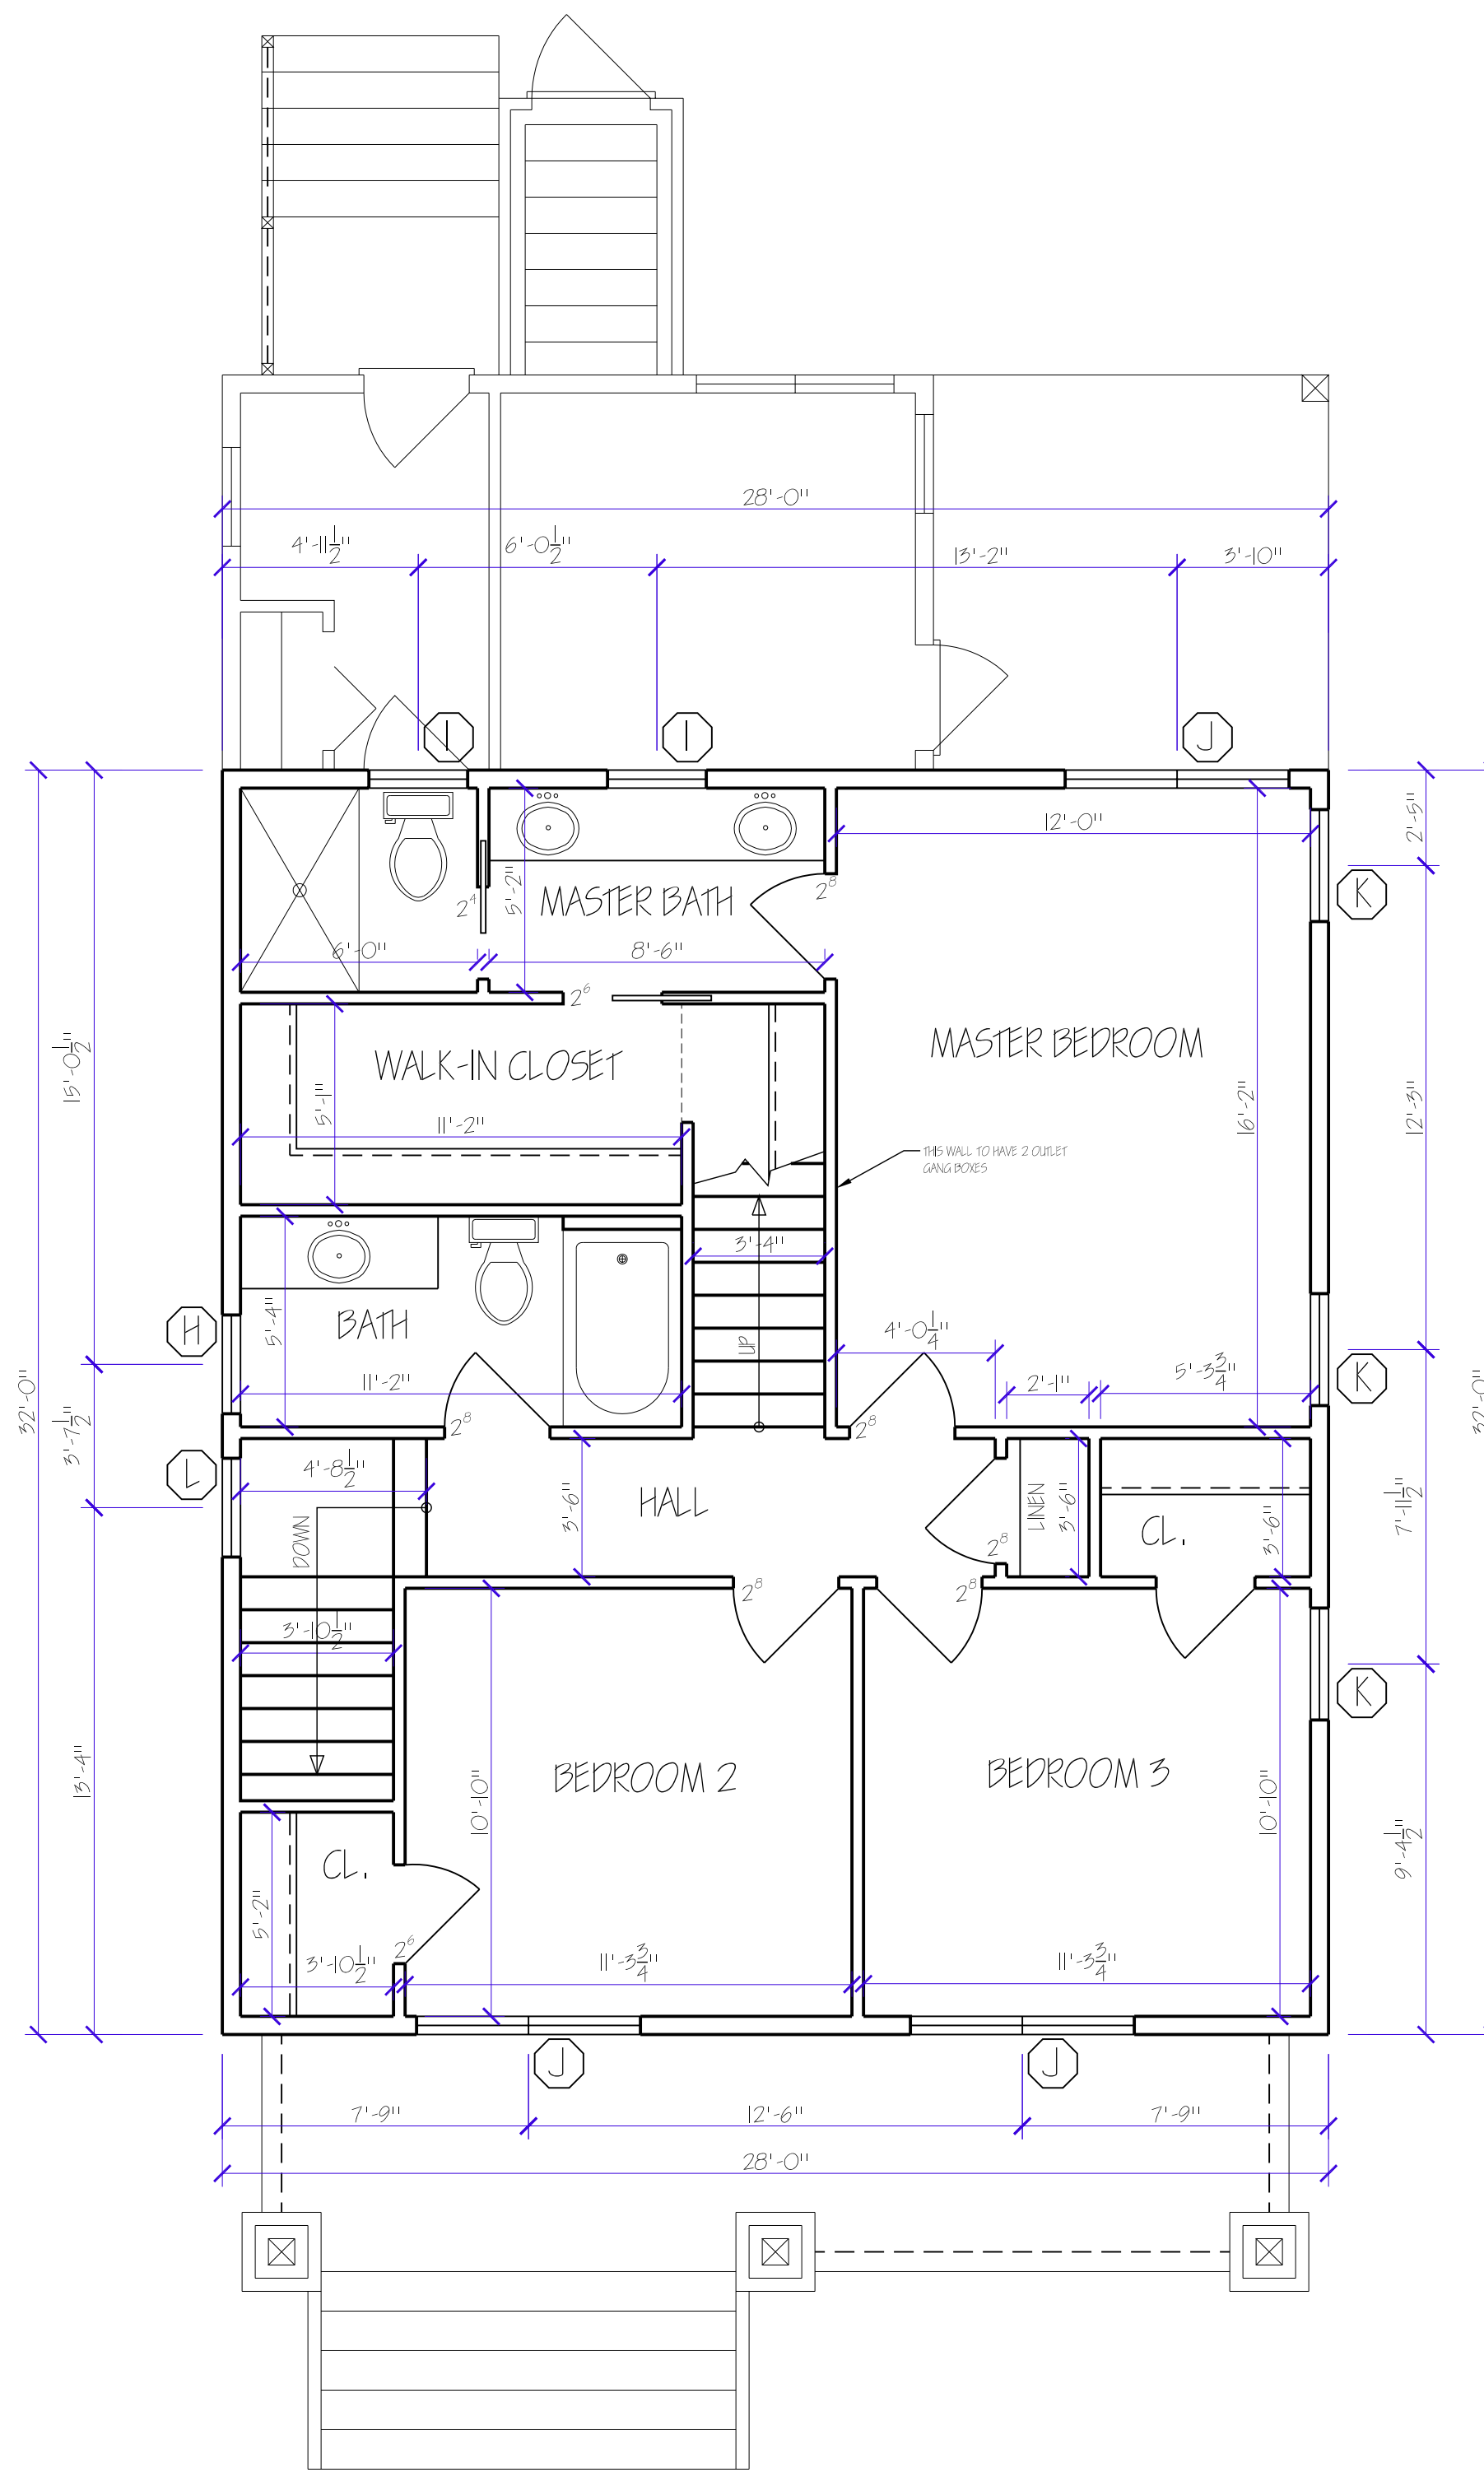 28'-0"
4'-11 1/2"
6'-0 1/2"
13'-2"
3'-10"
I
I
J
12'-0"
2'-5"
2^8
K
5'-2"
MASTER BATH
2^4
6'-0"
8'-6"
2^6
MASTER BEDROOM
WALK-IN CLOSET
15'-0 1/2"
5'-1"
11'-2"
16'-2"
12'-3"
THIS WALL TO HAVE 2 OUTLET
GANG BOXES
3'-4"
H
5'-4"
BATH
UP
4'-0 1/4"
11'-2"
2'-1"
5'-3 3/4"
K
32'-0"
3'-7 1/2"
2^8
2^8
32'-0"
L
4'-8 1/2"
DOWN
3'-6"
HALL
LINEN
3'-6"
CL.
3'-6"
7'-11 1/2"
2^8
2^8
2^8
3'-10 1/2"
K
13'-4"
10'-10"
BEDROOM 2
BEDROOM 3
10'-10"
9'-4 1/2"
CL.
5'-2"
2^6
3'-10 1/2"
11'-3 3/4"
11'-3 3/4"
J
J
7'-9"
12'-6"
7'-9"
28'-0"